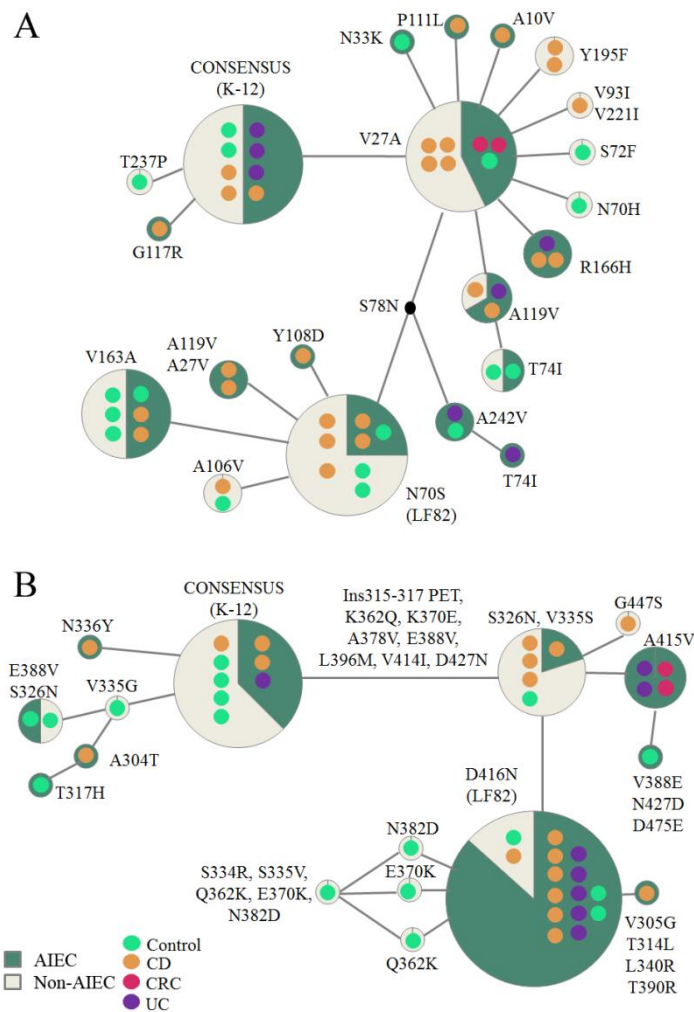 A
P111L
A10V
N33K
Y195F
CONSENSUS
(K-12)
V27A
V93I
V221I
T237P
S72F
N70H
G117R
R166H
S78N
A119V
Y108D
A119V
A27V
V163A
T74I
A242V
A106V
N70S
(LF82)
T74I
B
CONSENSUS
(K-12)
Ins315-317 PET,
K362Q, K370E,
A378V, E388V,
L396M, V414I, D427N
S326N, V335S
G447S
N336Y
A415V
E388V
S326N
V335G
A304T
T317H
D416N
(LF82)
V388E
N427D
D475E
N382D
S334R, S335V,
Q362K, E370K,
N382D
E370K
Q362K
V305G
T314L
L340R
T390R
AIEC
Non-AIEC
Control
CD
CRC
UC